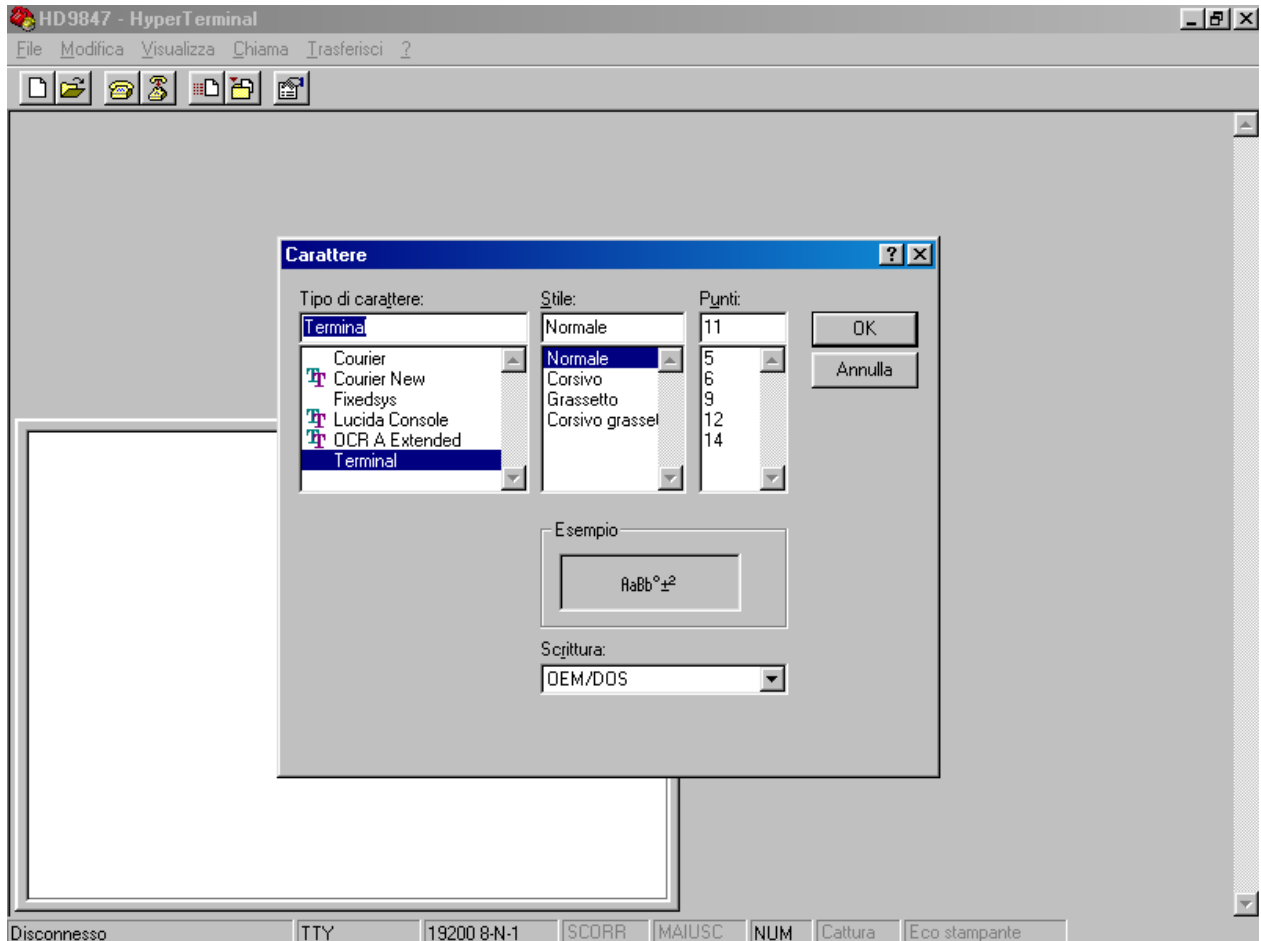 HD9847 - HyperTerminal
File Modifica Visualizza Chiama Trasferisci ?
Carattere
Tipo di carattere: Stile: Punti:
Terminal Normale 11 OK
Courier Normale 5
Courier New Corsivo 6 Annulla
Fixedsys Grassetto 9
Lucida Console Corsivo grasset 12
OCR A Extended 14
Terminal
Esempio
AaBb°±²
Scrittura:
OEM/DOS
Disconnesso TTY 19200 8-N-1 SCORR MAIUSC NUM Cattura Eco stampante